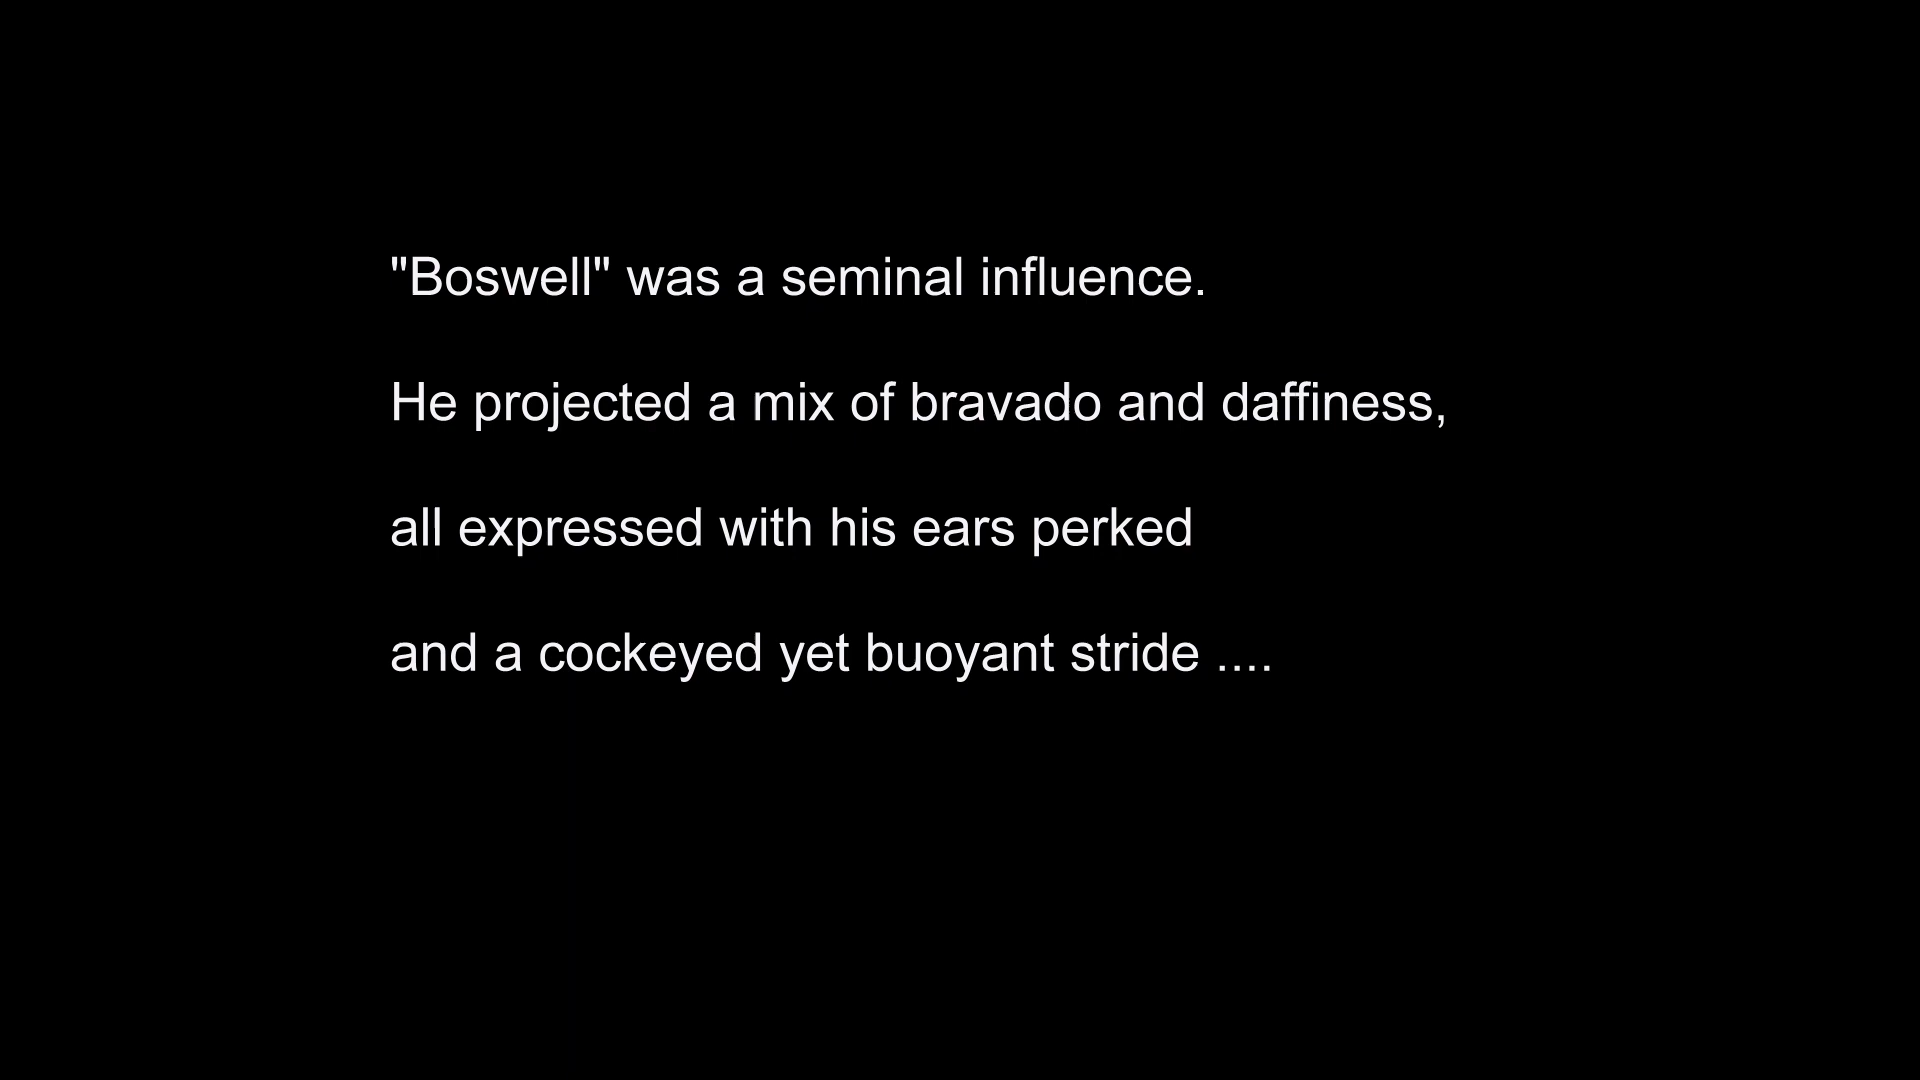 "Boswell" was a seminal influence.
He projected a mix of bravado and daffiness,
all expressed with his ears perked
and a cockeyed yet buoyant stride ....